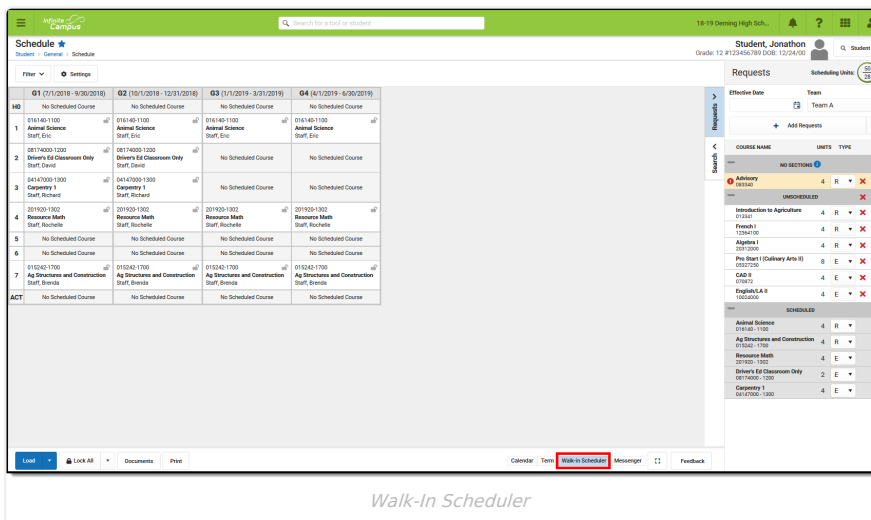 Infinite Campus
Search for a tool or student
18-19 Deming High Sch...
?
Schedule
Student General Schedule
Student, Jonathon
Grade: 12 #123456789 DOB: 12/24/00
Student
Filter
Settings
G1 (7/1/2018 - 9/30/2018) G2 (10/1/2018 - 12/31/2018) G3 (1/1/2019 - 3/31/2019) G4 (4/1/2019 - 6/30/2019)
HR No Scheduled Course No Scheduled Course No Scheduled Course No Scheduled Course
016140-1100 016140-1100 016140-1100 016140-1100
1 Animal Science Animal Science Animal Science Animal Science
Staff, Eric Staff, Eric Staff, Eric Staff, Eric
08174000-1200 08174000-1200
2 Driver's Ed Classroom Only Driver's Ed Classroom Only No Scheduled Course No Scheduled Course
Staff, David Staff, David
04147000-1300 04147000-1300
3 Carpentry 1 Carpentry 1 No Scheduled Course No Scheduled Course
Staff, Richard Staff, Richard
201920-1302 201920-1302 201920-1302 201920-1302
4 Resource Math Resource Math Resource Math Resource Math
Staff, Rochelle Staff, Rochelle Staff, Rochelle Staff, Rochelle
5 No Scheduled Course No Scheduled Course No Scheduled Course No Scheduled Course
6 No Scheduled Course No Scheduled Course No Scheduled Course No Scheduled Course
015242-1700 015242-1700 015242-1700 015242-1700
7 Ag Structures and Construction Ag Structures and Construction Ag Structures and Construction Ag Structures and Construction
Staff, Brenda Staff, Brenda Staff, Brenda Staff, Brenda
ACT No Scheduled Course No Scheduled Course No Scheduled Course No Scheduled Course
Requests
Search
Requests Scheduling Units: 50
28
Effective Date Team
Team A
+ Add Requests
COURSE NAME UNITS TYPE
NO SECTIONS
Advisory 4 R
083340
UNSCHEDULED
Introduction to Agriculture 4 R
013341
French I 4 R
12364100
Algebra I 4 R
20312000
Pro Start I (Culinary Arts II) 8 E
09327250
CAD II 4 E
070872
English/LA II 4 E
10024000
SCHEDULED
Animal Science 4 R
016140 - 1100
Ag Structures and Construction 4 R
015242 - 1700
Resource Math 4 E
201920 - 1302
Driver's Ed Classroom Only 2 E
08174000 - 1200
Carpentry 1 4 E
04147000 - 1300
Load Lock All Documents Print Calendar Term Walk-in Scheduler Messenger Feedback
Walk-In Scheduler